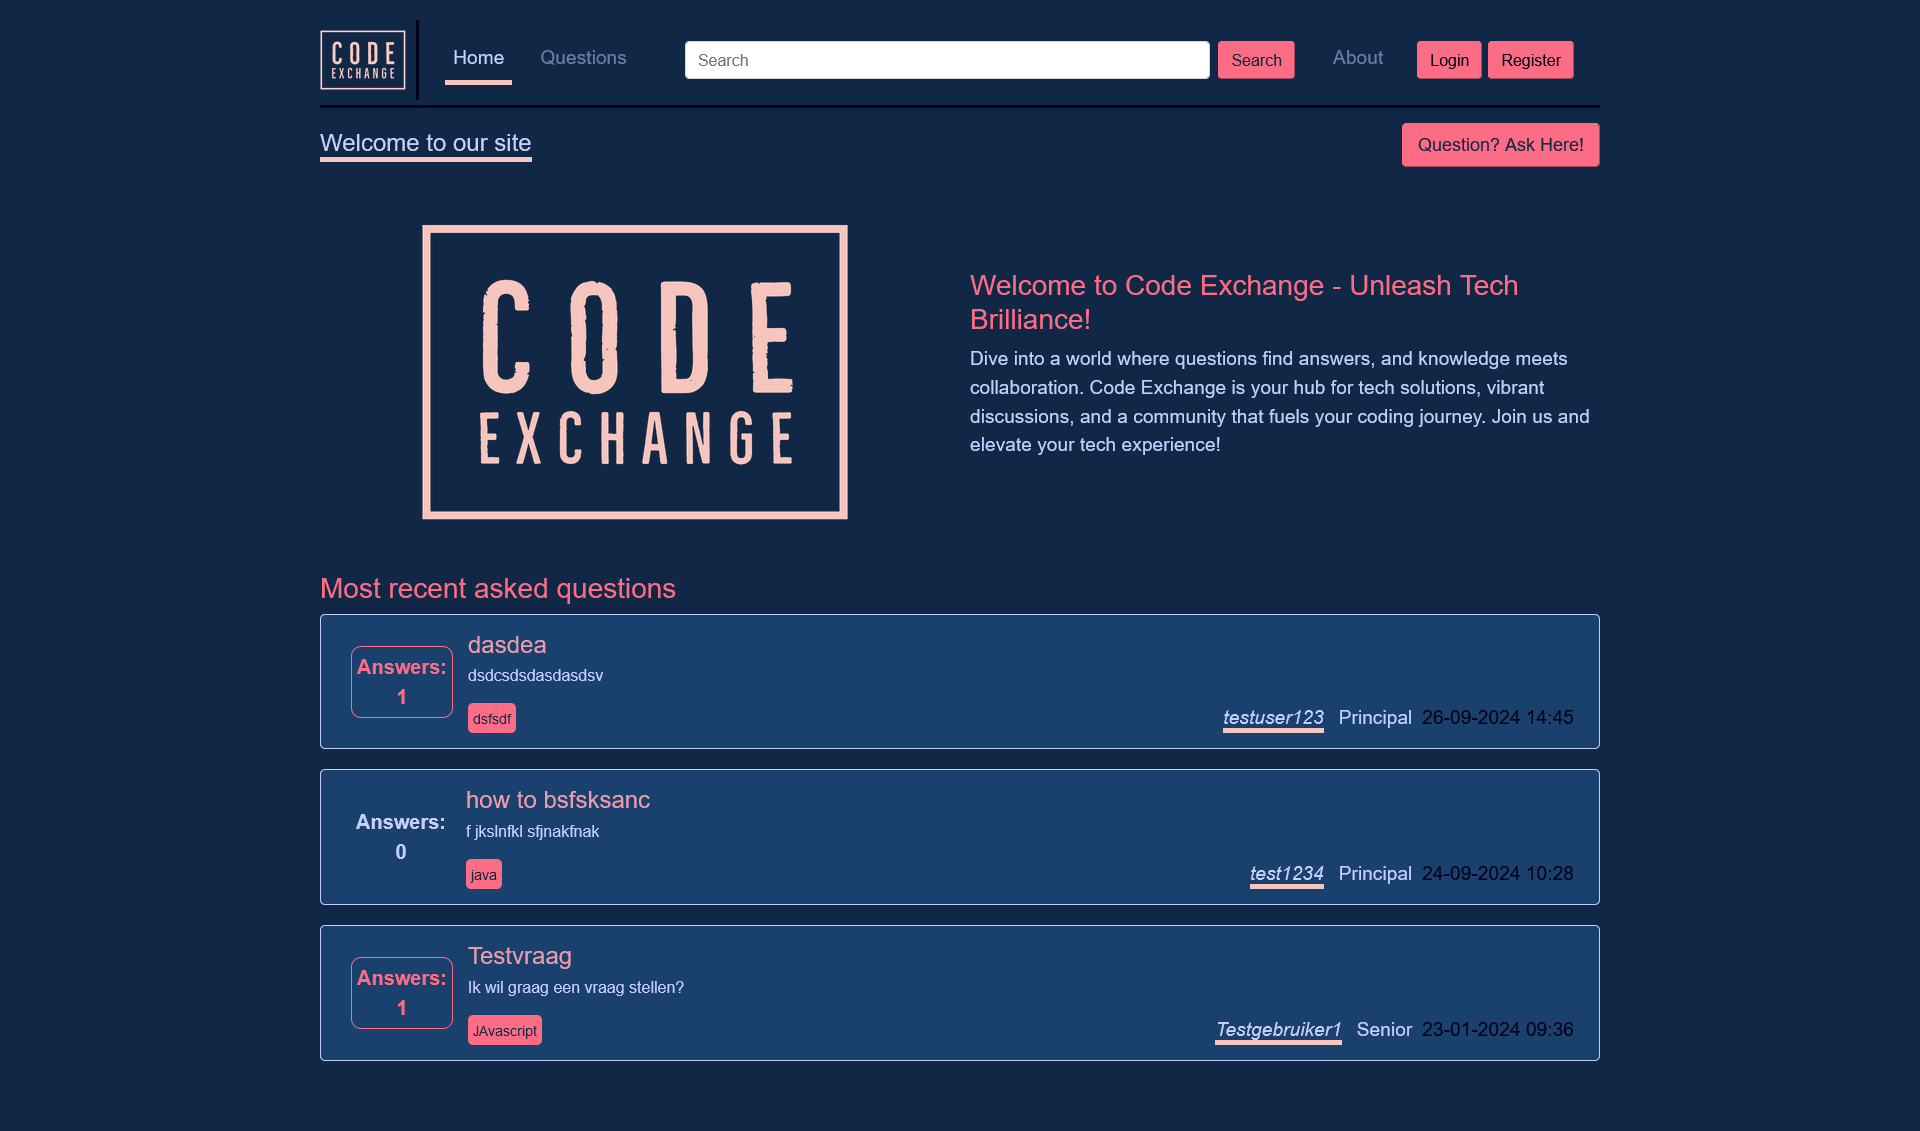 CODE
EXCHANGE
Home Questions Search Search About Login Register
Welcome to our site
Question? Ask Here!
CODE
EXCHANGE
Welcome to Code Exchange - Unleash Tech
Brilliance!
Dive into a world where questions find answers, and knowledge meets
collaboration. Code Exchange is your hub for tech solutions, vibrant
discussions, and a community that fuels your coding journey. Join us and
elevate your tech experience!
Most recent asked questions
Answers:
1
dasdea
dsdcsdsdasdasdsv
dsfsdf
testuser123 Principal 26-09-2024 14:45
Answers:
0
how to bsfsksanc
f jkslnfkl sfjnakfnak
java
test1234 Principal 24-09-2024 10:28
Answers:
1
Testvraag
Ik wil graag een vraag stellen?
JAvascript
Testgebruiker1 Senior 23-01-2024 09:36